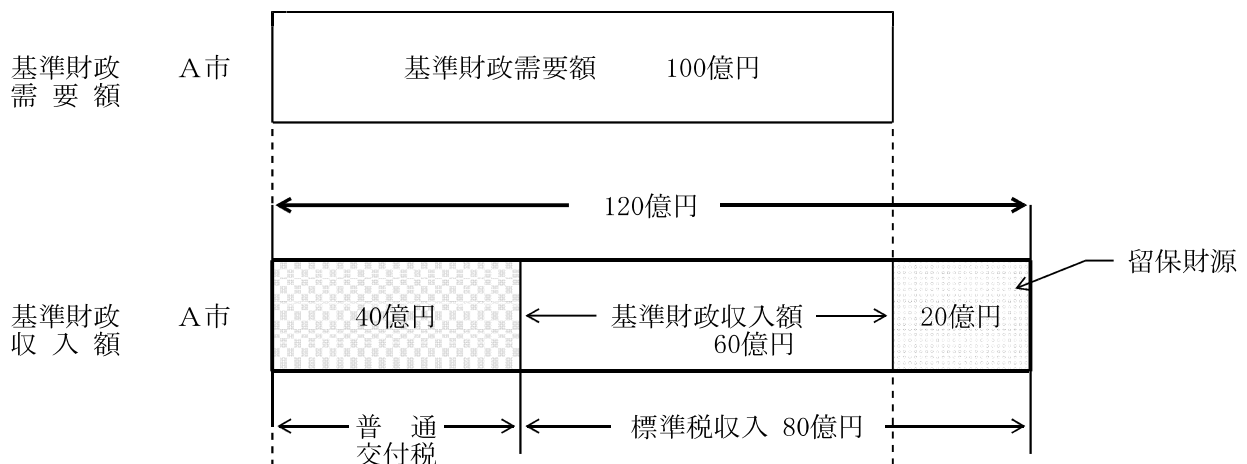 基準財政
需要額
A市
基準財政需要額 100億円
120億円
留保財源
基準財政
収入額
A市
40億円
基準財政収入額
60億円
20億円
普通
交付税
標準税収入 80億円